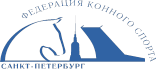 ФЕДЕРАЦИЯ КОННОГО СПОРТА
САНКТ-ПЕТЕРБУРГ